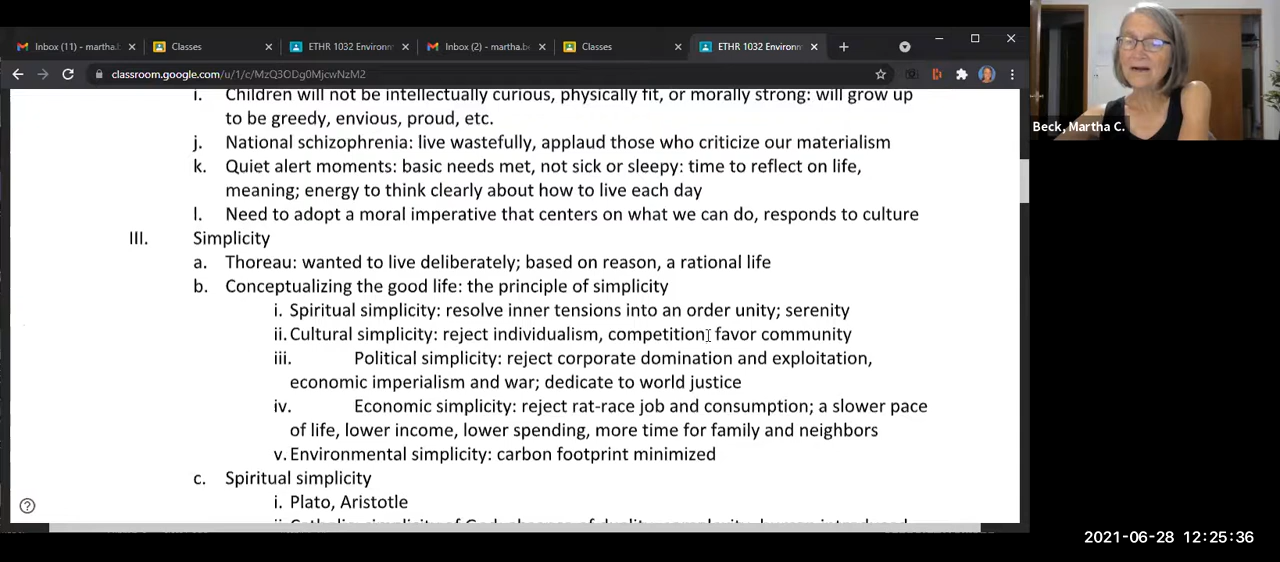 Inbox (11) - martha.b
Classes
ETHR 1032 Environm
Inbox (2) - martha.be
Classes
ETHR 1032 Environm
classroom.google.com/u/1/c/MzQ3ODg0MjcwNzM2
Beck, Martha C.
i. Children will not be intellectually curious, physically fit, or morally strong: will grow up
to be greedy, envious, proud, etc.
j. National schizophrenia: live wastefully, applaud those who criticize our materialism
k. Quiet alert moments: basic needs met, not sick or sleepy: time to reflect on life,
meaning; energy to think clearly about how to live each day
l. Need to adopt a moral imperative that centers on what we can do, responds to culture
III. Simplicity
a. Thoreau: wanted to live deliberately; based on reason, a rational life
b. Conceptualizing the good life: the principle of simplicity
i. Spiritual simplicity: resolve inner tensions into an order unity; serenity
ii. Cultural simplicity: reject individualism, competition, favor community
iii. Political simplicity: reject corporate domination and exploitation,
economic imperialism and war; dedicate to world justice
iv. Economic simplicity: reject rat-race job and consumption; a slower pace
of life, lower income, lower spending, more time for family and neighbors
v. Environmental simplicity: carbon footprint minimized
c. Spiritual simplicity
i. Plato, Aristotle
2021-06-28 12:25:36